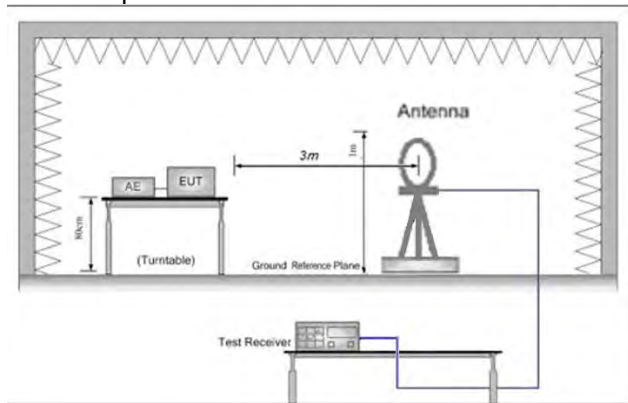 Antenna
3m
1m
AE
EUT
80cm
(Turntable)
Ground Reference Plane
Test Receiver